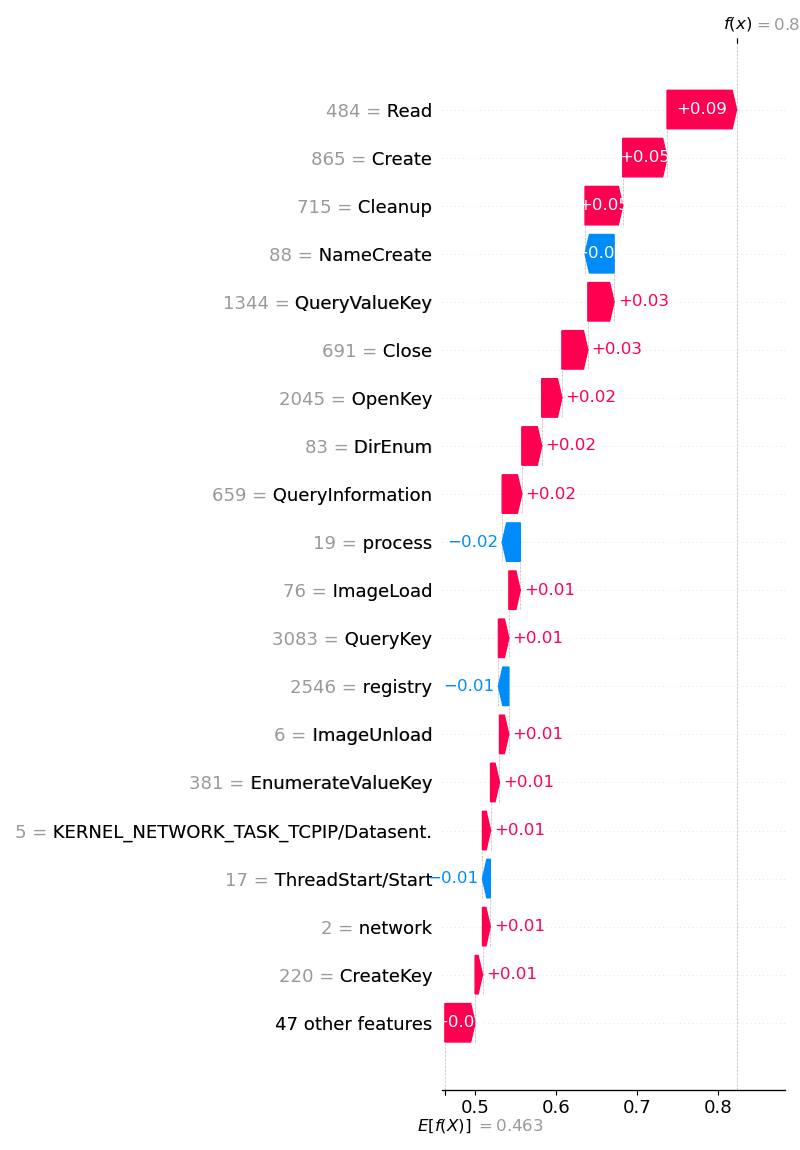 f(x) = 0.8
484 = Read +0.09
865 = Create +0.05
715 = Cleanup +0.05
88 = NameCreate −0.0
1344 = QueryValueKey +0.03
691 = Close +0.03
2045 = OpenKey +0.02
83 = DirEnum +0.02
659 = QueryInformation +0.02
19 = process −0.02
76 = ImageLoad +0.01
3083 = QueryKey +0.01
2546 = registry −0.01
6 = ImageUnload +0.01
381 = EnumerateValueKey +0.01
5 = KERNEL_NETWORK_TASK_TCPIP/Datasent. +0.01
17 = ThreadStart/Start −0.01
2 = network +0.01
220 = CreateKey +0.01
47 other features +0.0
0.5 0.6 0.7 0.8
E[f(X)] = 0.463